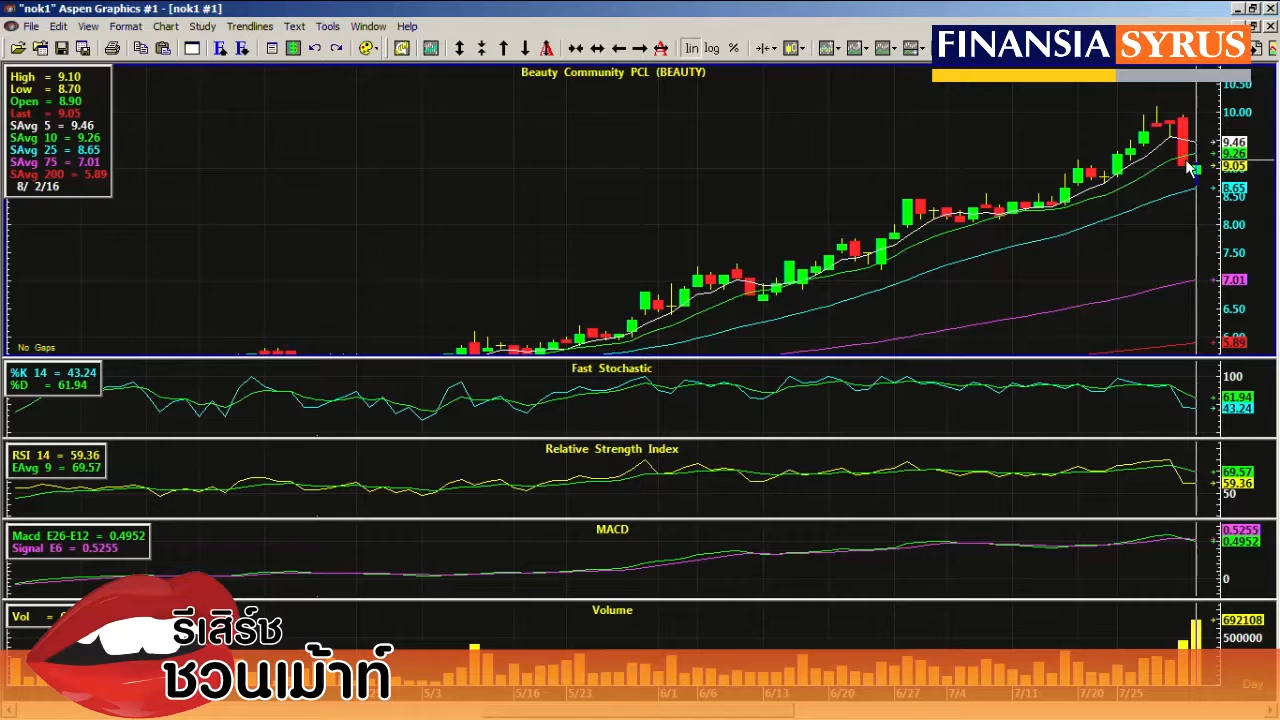 "nok1" Aspen Graphics #1 - [nok1 #1]
File Edit View Format Chart Study Trendlines Text Tools Window Help
lin log %
FINANSIA SYRUS
Beauty Community PCL (BEAUTY)
High = 9.10
Low = 8.70
Open = 8.90
Last = 9.05
SAvg 5 = 9.46
SAvg 10 = 9.26
SAvg 25 = 8.65
SAvg 75 = 7.01
SAvg 200 = 5.89
8/ 2/16
10.50
10.00
9.46
9.26
9.05
8.65
8.50
8.00
7.50
7.01
6.50
6.00
5.89
No Gaps
Fast Stochastic
%K 14 = 43.24
%D = 61.94
100
61.94
43.24
Relative Strength Index
RSI 14 = 59.36
EAvg 9 = 69.57
69.57
59.36
50
MACD
Macd E26-E12 = 0.4952
Signal E6 = 0.5255
0.5255
0.4952
0
Volume
Vol =
692108
500000
รีเสิร์ช
ชวนเม้าท์
5/3 5/16 5/23 6/1 6/6 6/13 6/20 6/27 7/4 7/11 7/20 7/25
Day